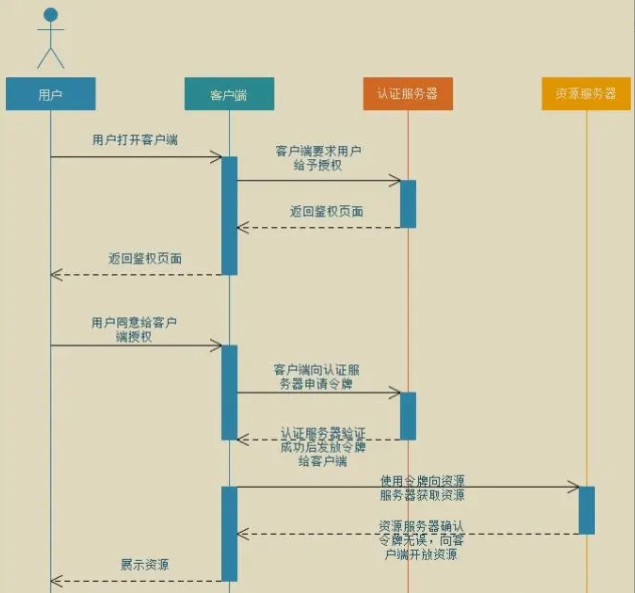 用户
客户端
认证服务器
资源服务器
用户打开客户端
客户端要求用户
给予授权
返回鉴权页面
返回鉴权页面
用户同意给客户
端授权
客户端向认证服
务器申请令牌
认证服务器验证
成功后发放令牌
给客户端
使用令牌向资源
服务器获取资源
资源服务器确认
令牌无误，向客
户端开放资源
展示资源